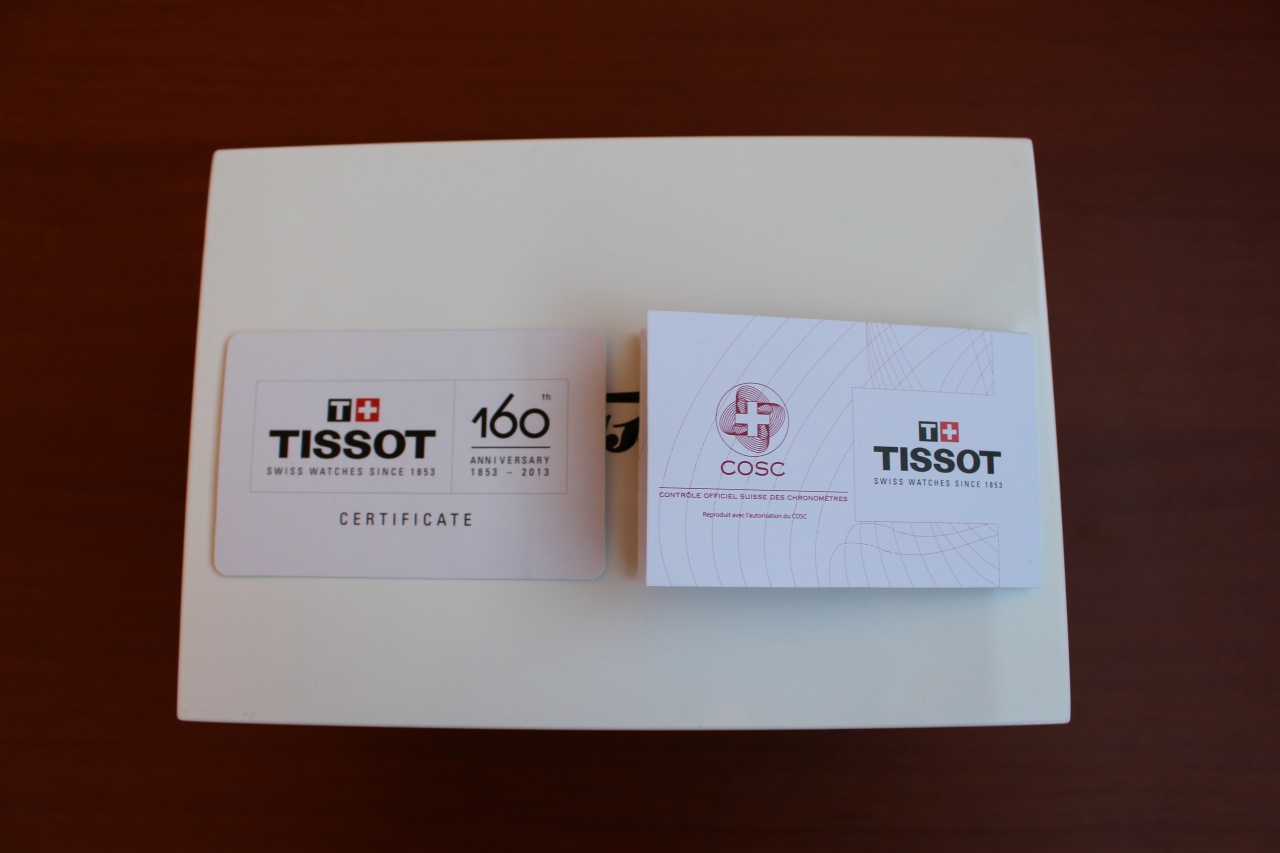 T+
TISSOT
SWISS WATCHES SINCE 1853
160th
ANNIVERSARY
1853 – 2013
CERTIFICATE
COSC
CONTRÔLE OFFICIEL SUISSE DES CHRONOMÈTRES
Reproduit avec l'autorisation du COSC
T+
TISSOT
SWISS WATCHES SINCE 1853